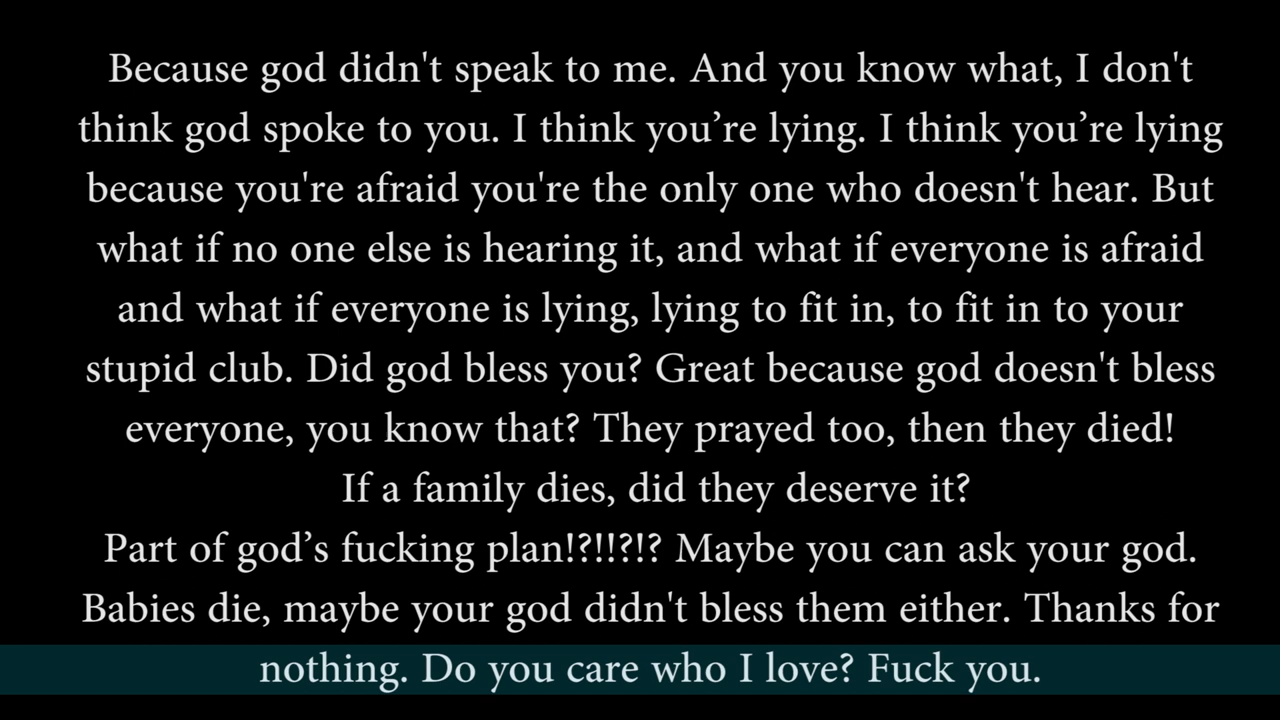 Because god didn't speak to me. And you know what, I don't
think god spoke to you. I think you’re lying. I think you’re lying
because you're afraid you're the only one who doesn't hear. But
what if no one else is hearing it, and what if everyone is afraid
and what if everyone is lying, lying to fit in, to fit in to your
stupid club. Did god bless you? Great because god doesn't bless
everyone, you know that? They prayed too, then they died!
If a family dies, did they deserve it?
Part of god’s fucking plan!?!!?!? Maybe you can ask your god.
Babies die, maybe your god didn't bless them either. Thanks for
nothing. Do you care who I love? Fuck you.